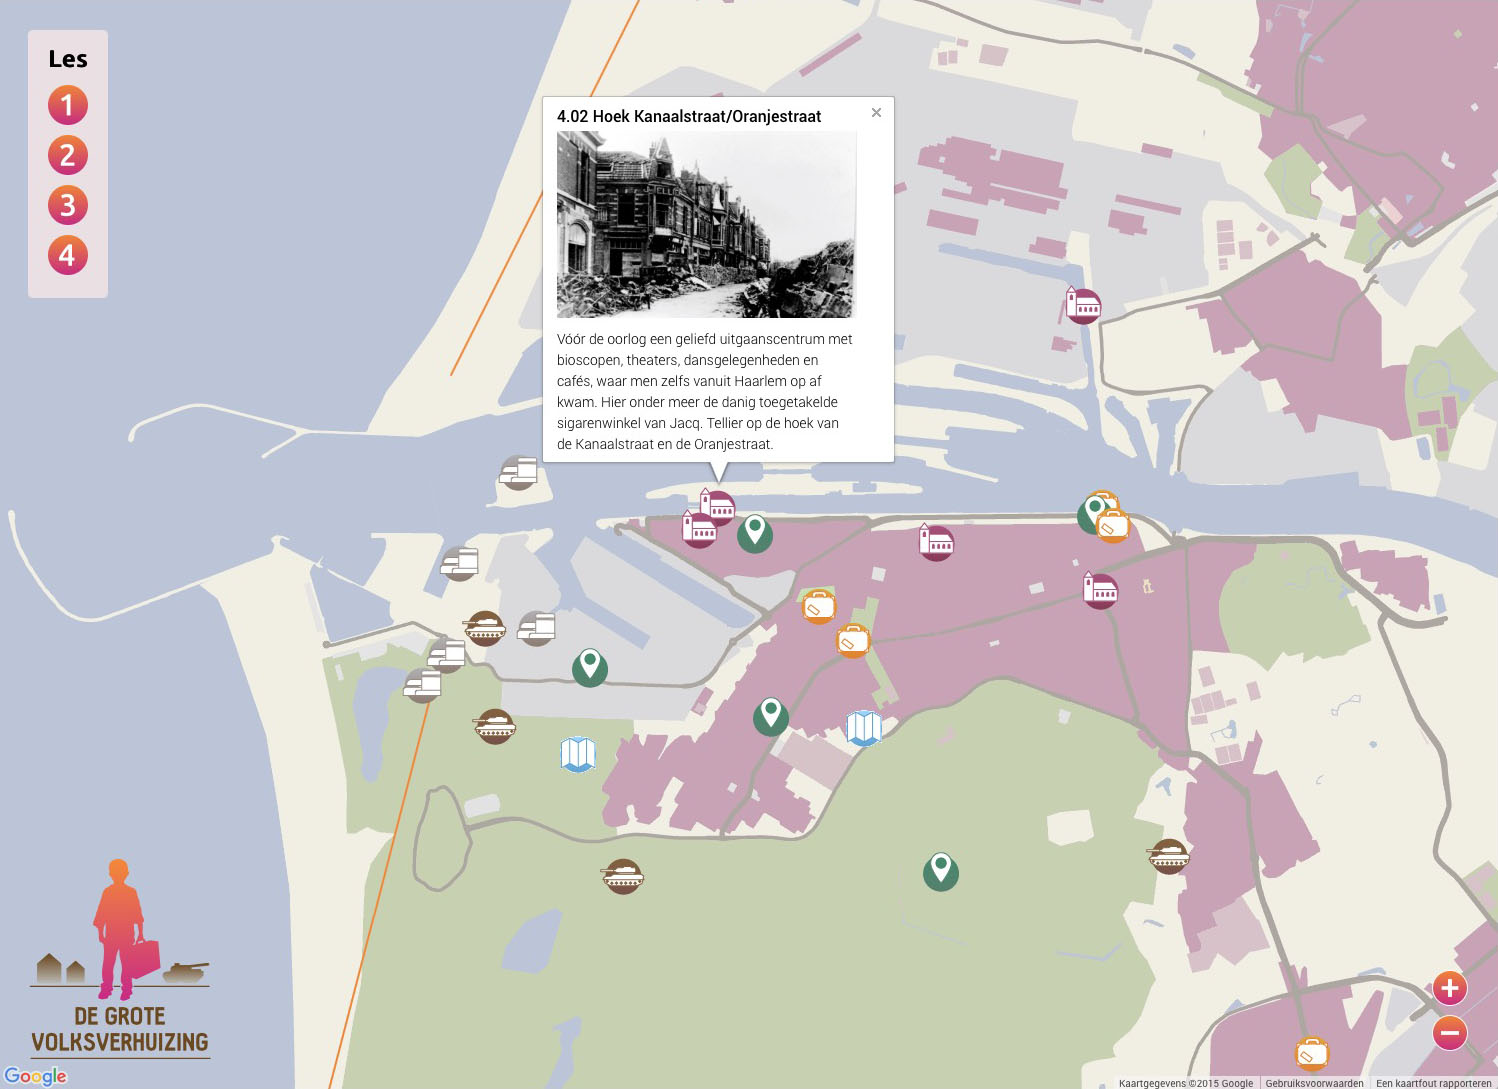 Les
1
2
3
4
4.02 Hoek Kanaalstraat/Oranjestraat
×
Vóór de oorlog een geliefd uitgaanscentrum met
bioscopen, theaters, dansgelegenheden en
cafés, waar men zelfs vanuit Haarlem op af
kwam. Hier onder meer de danig toegetakelde
sigarenwinkel van Jacq. Tellier op de hoek van
de Kanaalstraat en de Oranjestraat.
DE GROTE
VOLKSVERHUIZING
Google
+
−
Kaartgegevens ©2015 Google
Gebruiksvoorwaarden
Een kaartfout rapporteren